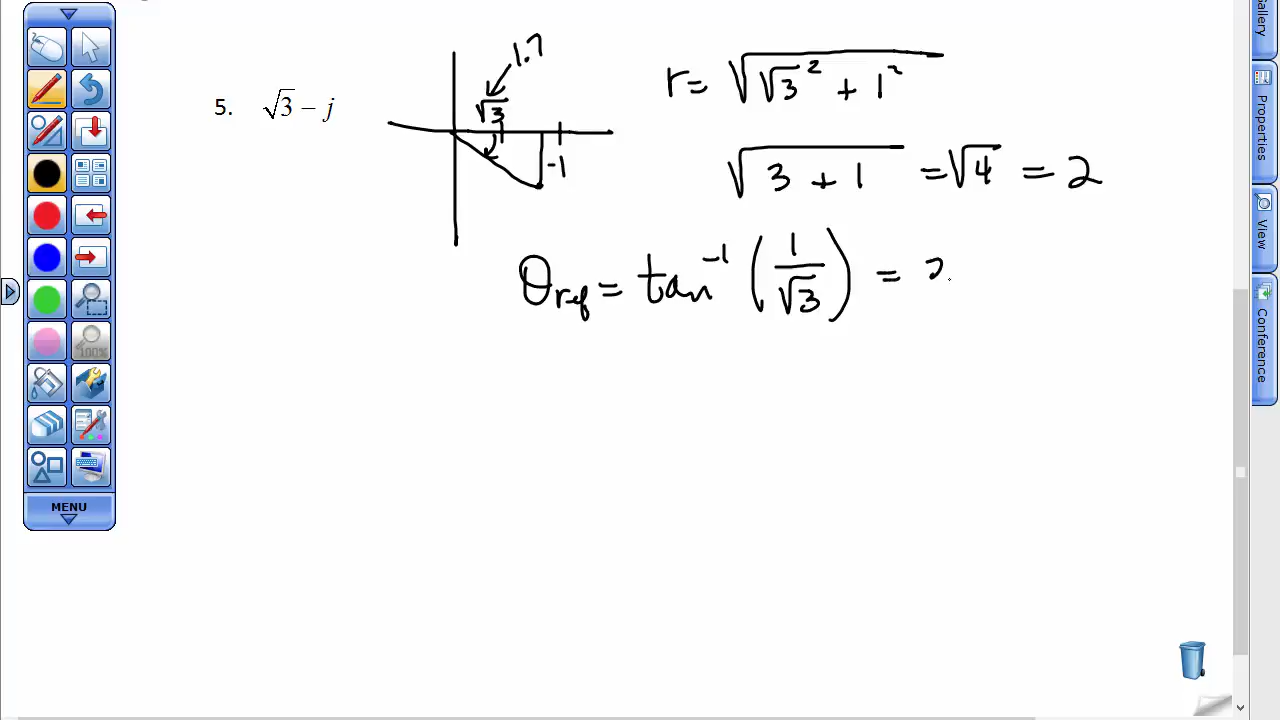 5. √3 − j
1.7
√3
-1
r = √(√3² + 1²)
√(3 + 1) = √4 = 2
θref = tan⁻¹ (1/√3) =
MENU
100%
Gallery
Properties
View
Conference